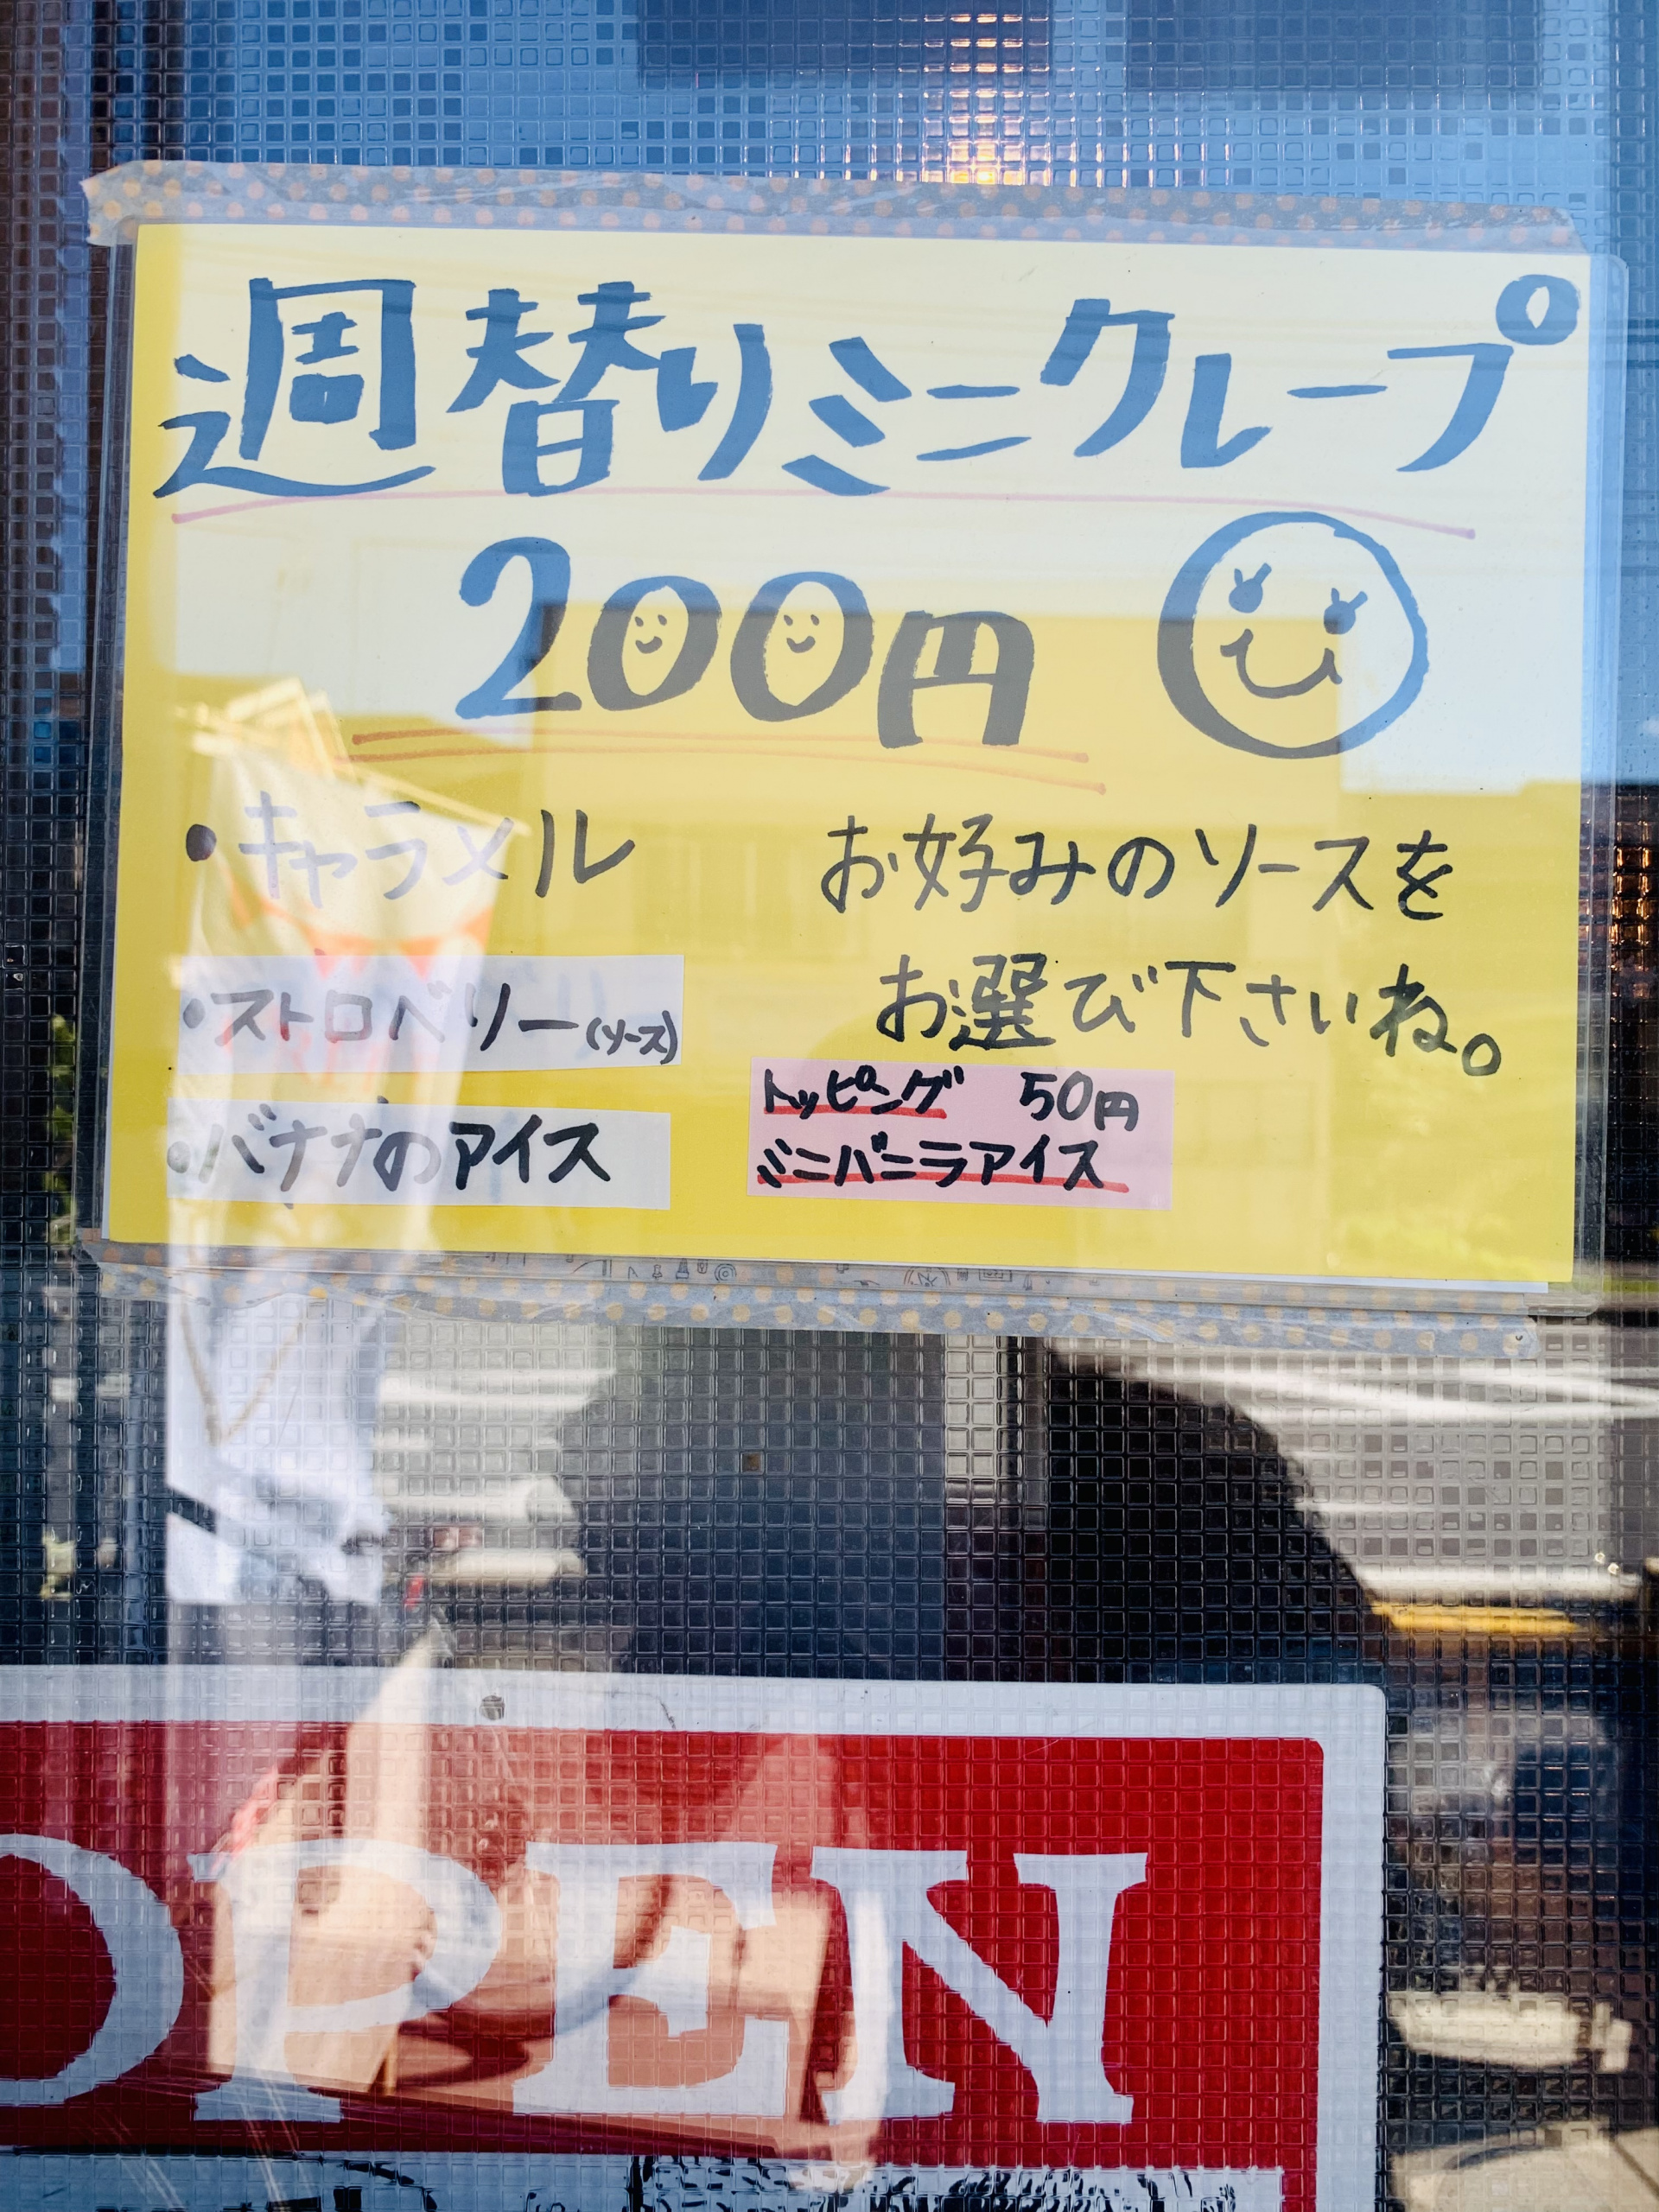 週替りミニクレープ
200円
・キャラメル
・ストロベリー(ソース)
・バナナのアイス
お好みのソースを
お選び下さいね。
トッピング 50円
ミニバニラアイス
OPEN